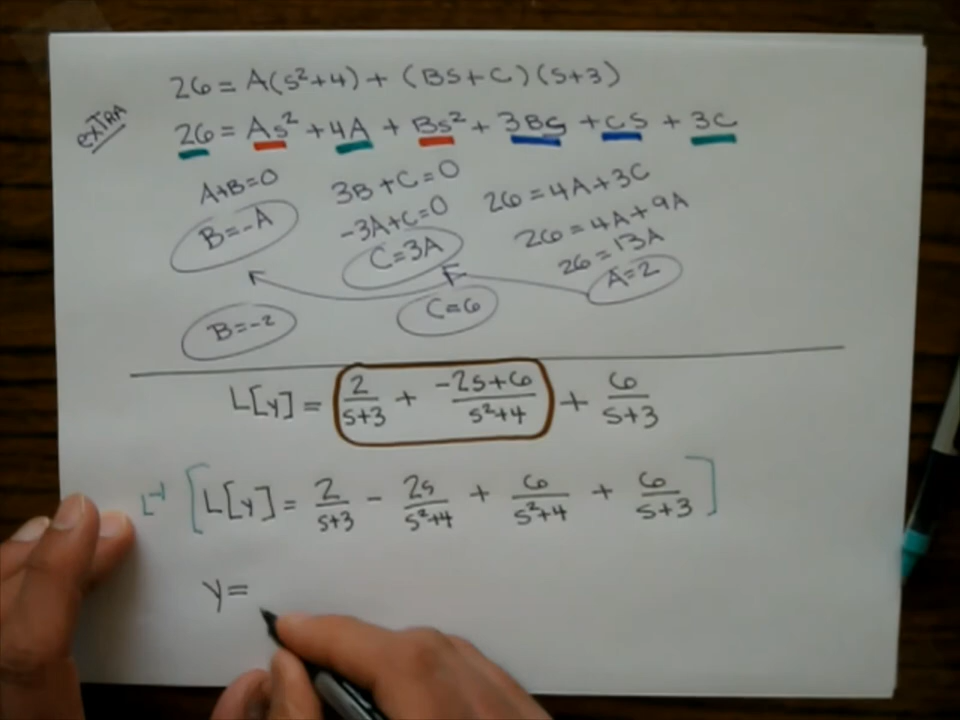 26 = A(s²+4) + (Bs+C)(s+3)
exTRA
26 = As² + 4A + Bs² + 3Bs + Cs + 3C
A+B=0 3B+C=0 26=4A+3C
B=-A -3A+C=0 26=4A+9A
C=3A 26=13A
A=2
B=-2 C=6
L[y] = 2/(s+3) + (-2s+6)/(s²+4) + 6/(s+3)
L⁻¹ [L[y] = 2/(s+3) - 2s/(s²+4) + 6/(s²+4) + 6/(s+3)]
y=